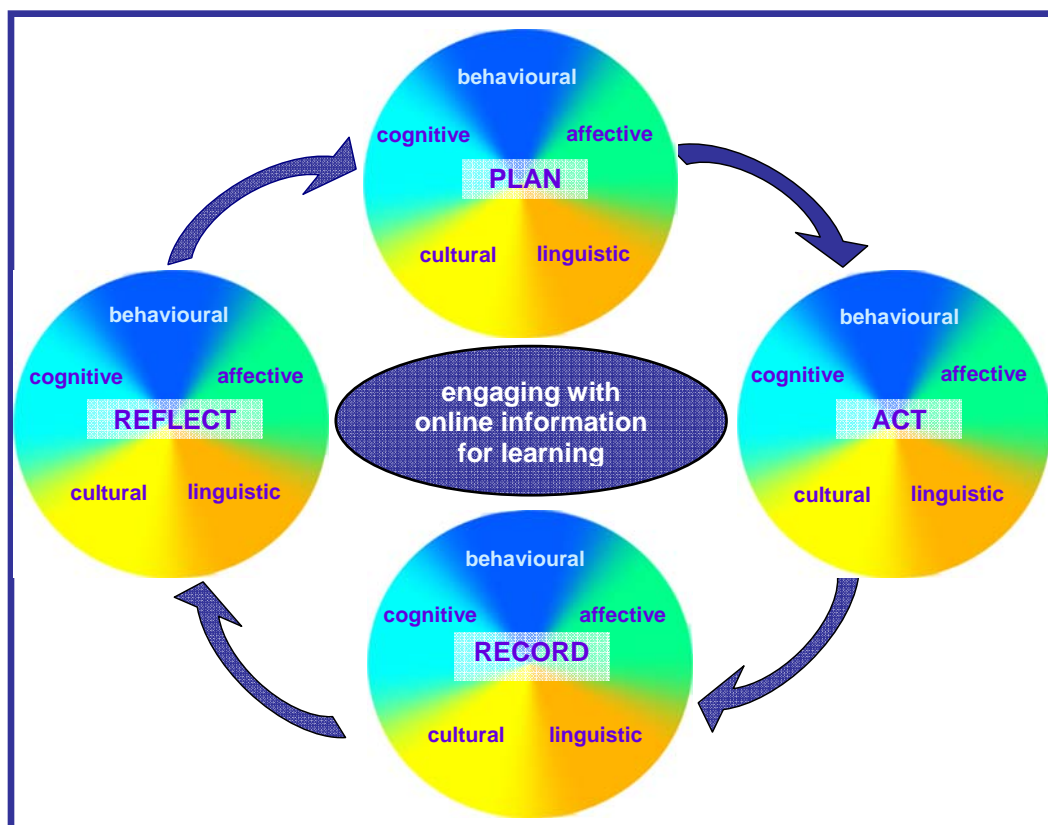 behavioural
cognitive affective
PLAN
cultural linguistic
behavioural
cognitive affective
REFLECT
cultural linguistic
engaging with
online information
for learning
behavioural
cognitive affective
ACT
cultural linguistic
behavioural
cognitive affective
RECORD
cultural linguistic